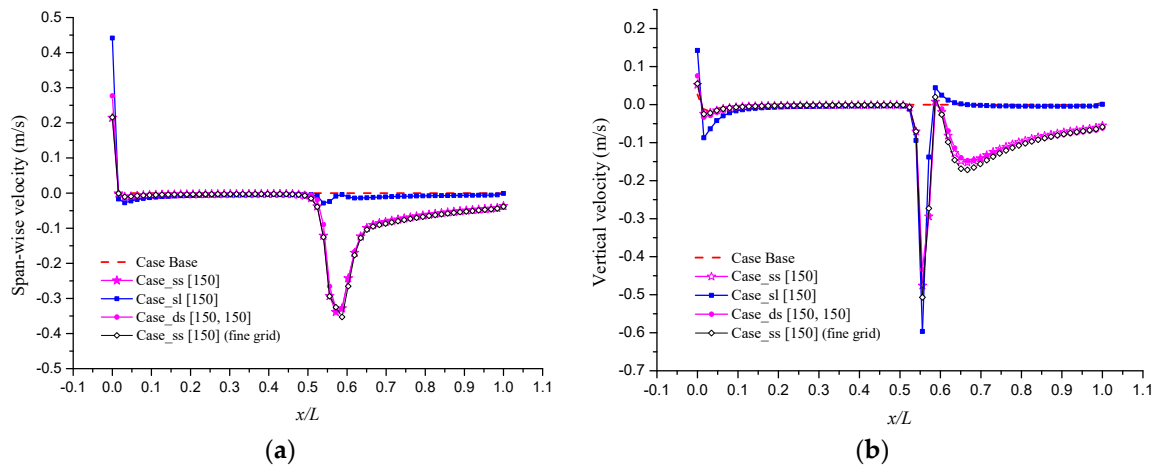 0.5
0.4
0.3
0.2
0.1
0.0
-0.1
-0.2
-0.3
-0.4
-0.5
Span-wise velocity (m/s)
Case Base
Case_ss [150]
Case_sl [150]
Case_ds [150, 150]
Case_ss [150] (fine grid)
-0.1 0.0 0.1 0.2 0.3 0.4 0.5 0.6 0.7 0.8 0.9 1.0 1.1
x/L
(a)
0.2
0.1
0.0
-0.1
-0.2
-0.3
-0.4
-0.5
-0.6
-0.7
Vertical velocity (m/s)
Case Base
Case_ss [150]
Case_sl [150]
Case_ds [150, 150]
Case_ss [150] (fine grid)
-0.1 0.0 0.1 0.2 0.3 0.4 0.5 0.6 0.7 0.8 0.9 1.0 1.1
x/L
(b)